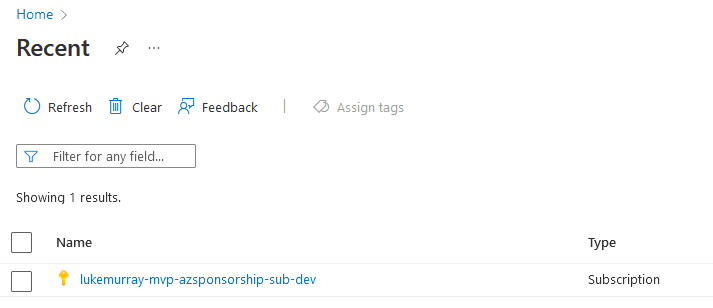 Home
Recent
Refresh Clear Feedback Assign tags
Filter for any field...
Showing 1 results.
Name Type
lukemurray-mvp-azsponsorship-sub-dev Subscription